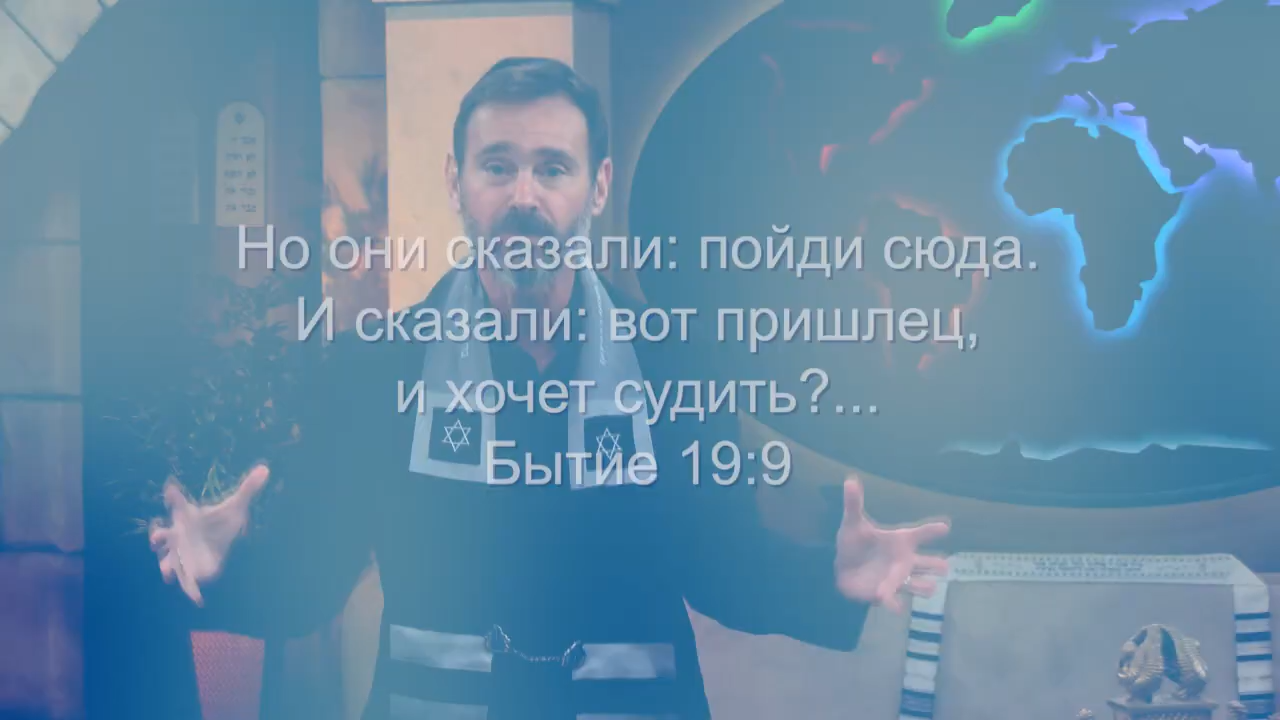 Но они сказали: пойди сюда.
И сказали: вот пришлец,
и хочет судить?...
Бытие 19:9